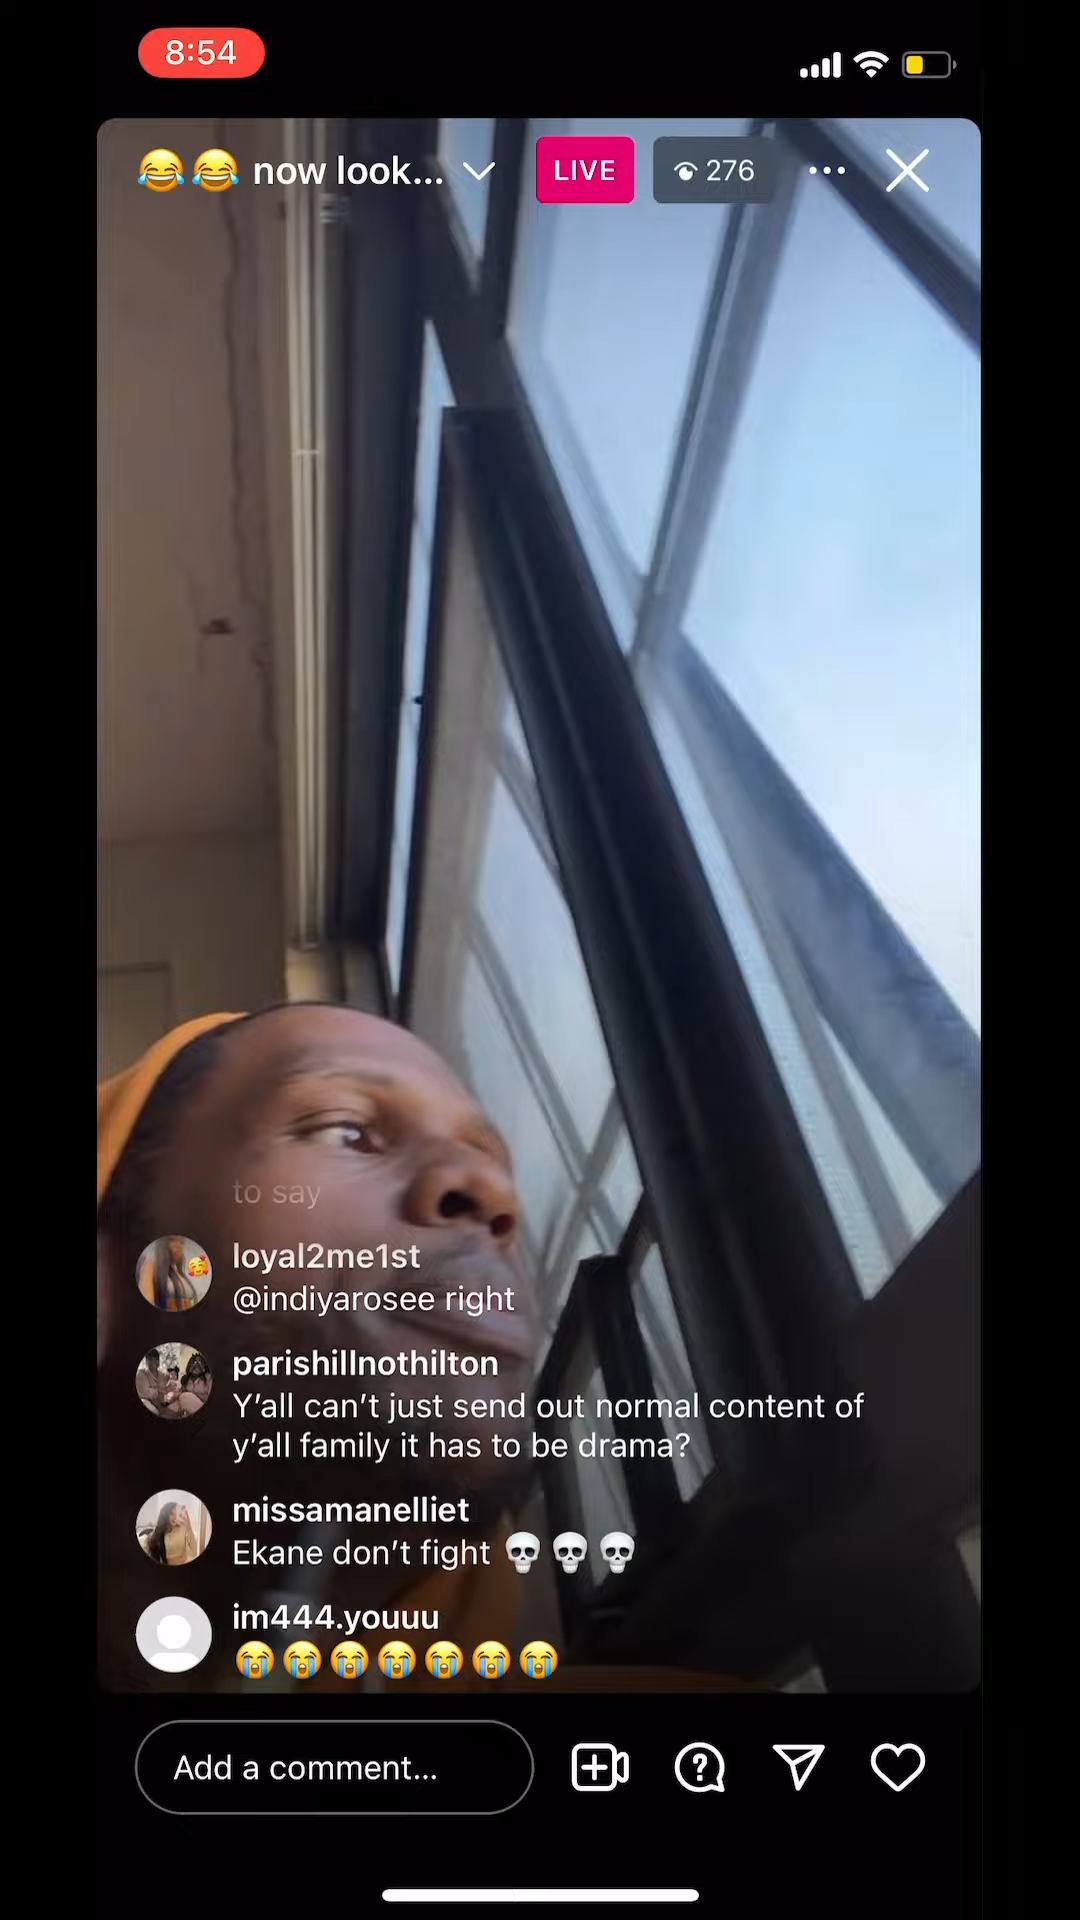 8:54
😂😂 now look...
LIVE
276
to say
loyal2me1st
@indiyarosee right
parishillnothilton
Y'all can't just send out normal content of
y'all family it has to be drama?
missamanelliet
Ekane don't fight 💀💀💀
im444.youuu
😭😭😭😭😭😭😭
Add a comment...